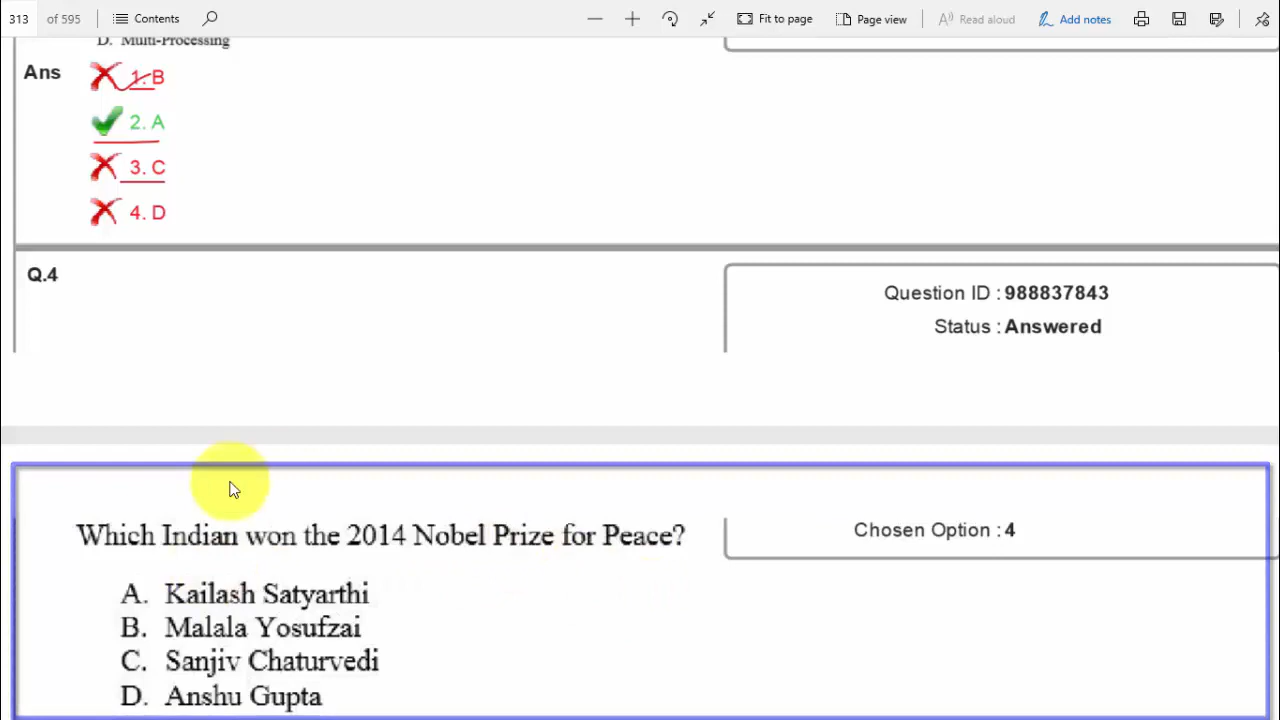 313 of 595 Contents Fit to page Page view Read aloud Add notes
D. Multi-Processing
Ans 1. B
2. A
3. C
4. D
Q.4
Question ID : 988837843
Status : Answered
Which Indian won the 2014 Nobel Prize for Peace?
Chosen Option : 4
A. Kailash Satyarthi
B. Malala Yosufzai
C. Sanjiv Chaturvedi
D. Anshu Gupta